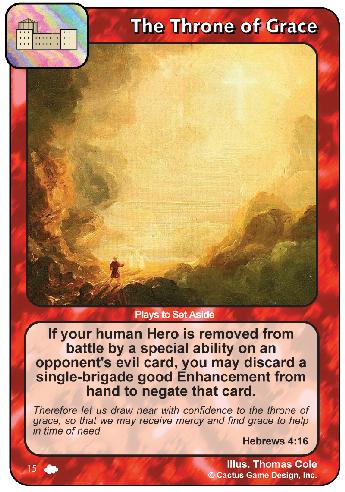 The Throne of Grace
Plays to Set Aside
If your human Hero is removed from
battle by a special ability on an
opponent's evil card, you may discard a
single-brigade good Enhancement from
hand to negate that card.
Therefore let us draw near with confidence to the throne of
grace, so that we may receive mercy and find grace to help
in time of need.
Hebrews 4:16
15
Illus. Thomas Cole
© Cactus Game Design, Inc.